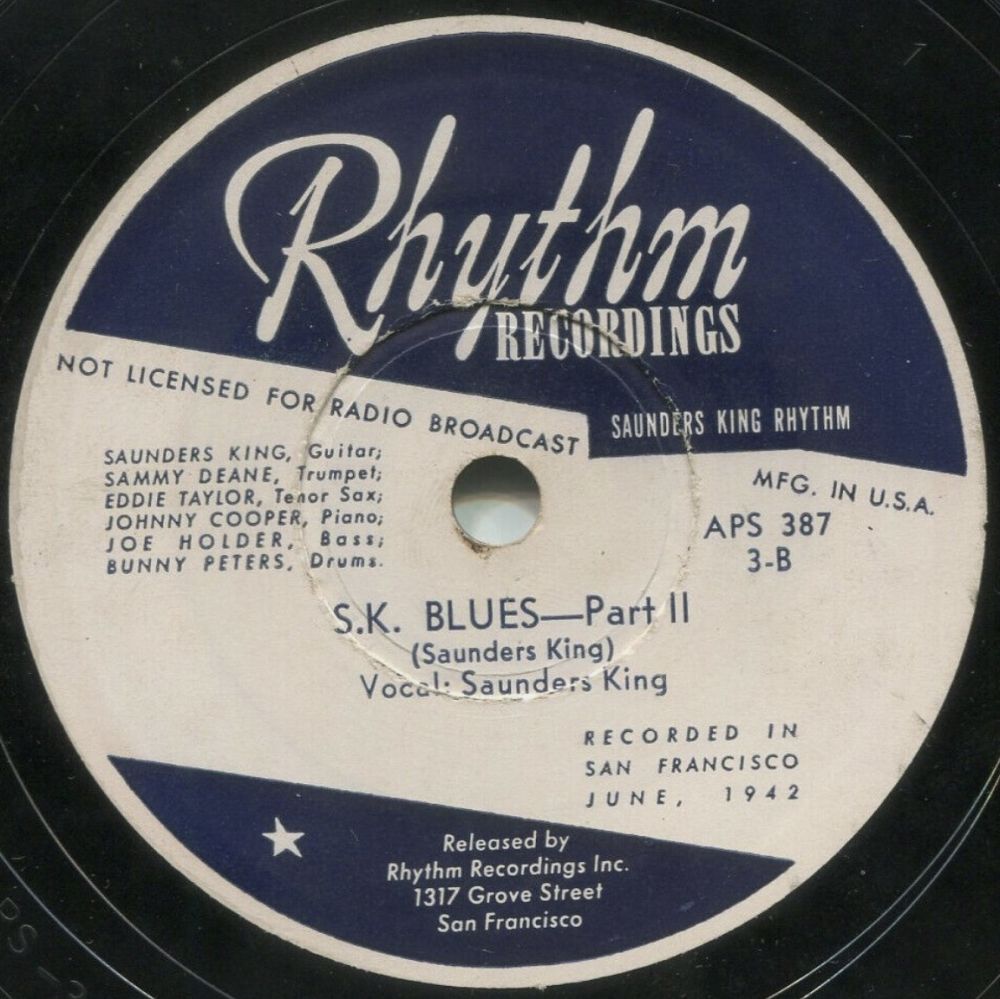 Rhythm
RECORDINGS
SAUNDERS KING RHYTHM
NOT LICENSED FOR RADIO BROADCAST
SAUNDERS KING, Guitar;
SAMMY DEANE, Trumpet;
EDDIE TAYLOR, Tenor Sax;
JOHNNY COOPER, Piano;
JOE HOLDER, Bass;
BUNNY PETERS, Drums.
MFG. IN U.S.A.
APS 387
3-B
S.K. BLUES—Part II
(Saunders King)
Vocal: Saunders King
RECORDED IN
SAN FRANCISCO
JUNE, 1942
Released by
Rhythm Recordings Inc.
1317 Grove Street
San Francisco